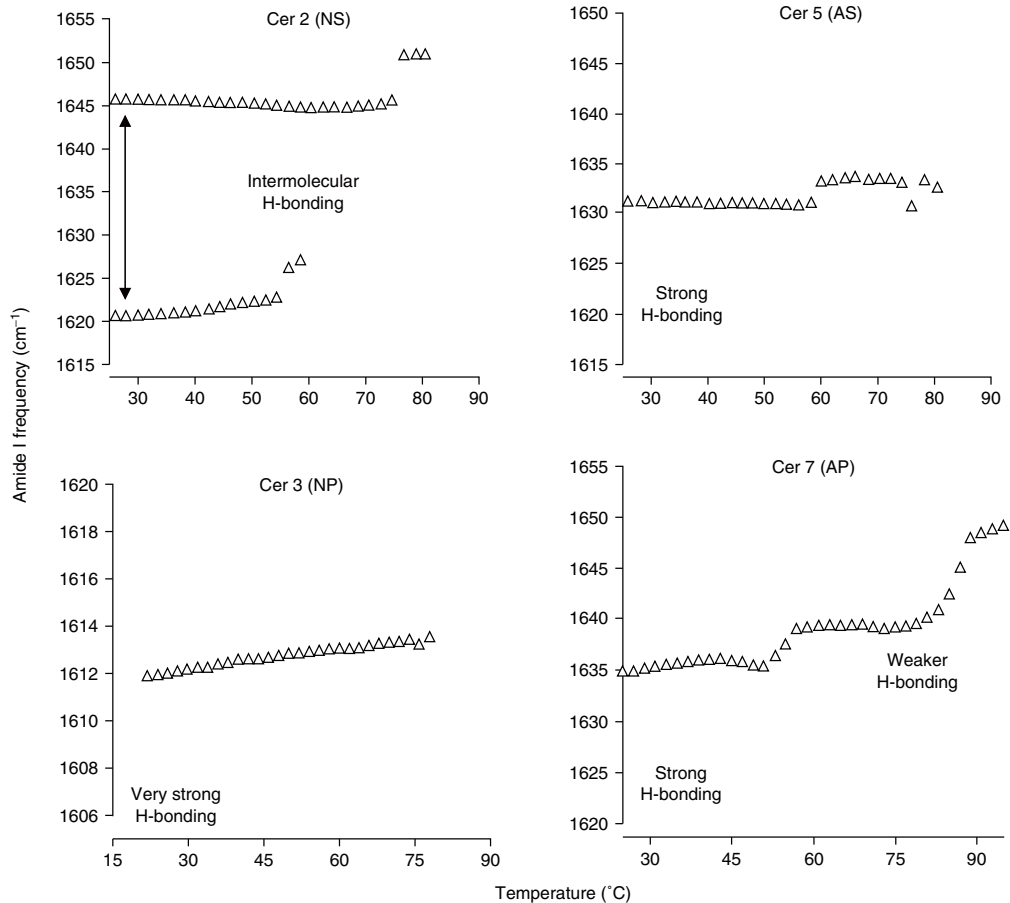 Cer 2 (NS)
1655
1650
1645
1640
1635
1630
1625
1620
1615
Intermolecular
H-bonding
30 40 50 60 70 80 90
Cer 5 (AS)
1650
1645
1640
1635
1630
1625
1620
1615
Strong
H-bonding
30 40 50 60 70 80 90
Amide I frequency (cm⁻¹)
Cer 3 (NP)
1620
1618
1616
1614
1612
1610
1608
1606
Very strong
H-bonding
15 30 45 60 75 90
Cer 7 (AP)
1655
1650
1645
1640
1635
1630
1625
1620
Weaker
H-bonding
Strong
H-bonding
30 45 60 75 90
Temperature (˚C)